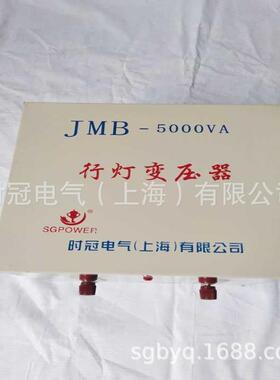 JMB - 5000VA
行灯变压器
时冠电气（上海）有限公司
SGPOWER
时冠电气(上海)有限公司
sgbyq.1688.com